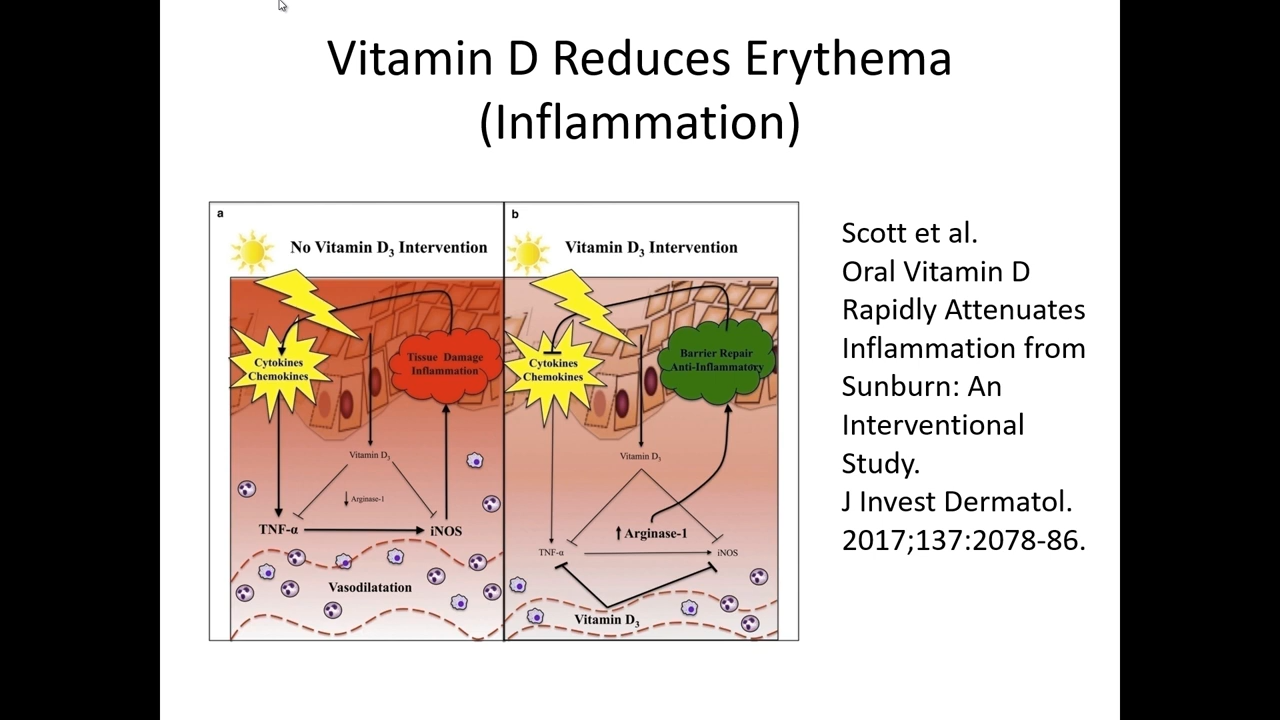 Vitamin D Reduces Erythema
(Inflammation)
a
No Vitamin D₃ Intervention
Cytokines
Chemokines
Tissue Damage
Inflammation
Vitamin D₃
Arginase-1
TNF-α
iNOS
Vasodilatation
b
Vitamin D₃ Intervention
Cytokines
Chemokines
Barrier Repair
Anti-Inflammatory
Vitamin D₃
Arginase-1
TNF-α
iNOS
Vitamin D₃
Scott et al.
Oral Vitamin D
Rapidly Attenuates
Inflammation from
Sunburn: An
Interventional
Study.
J Invest Dermatol.
2017;137:2078-86.